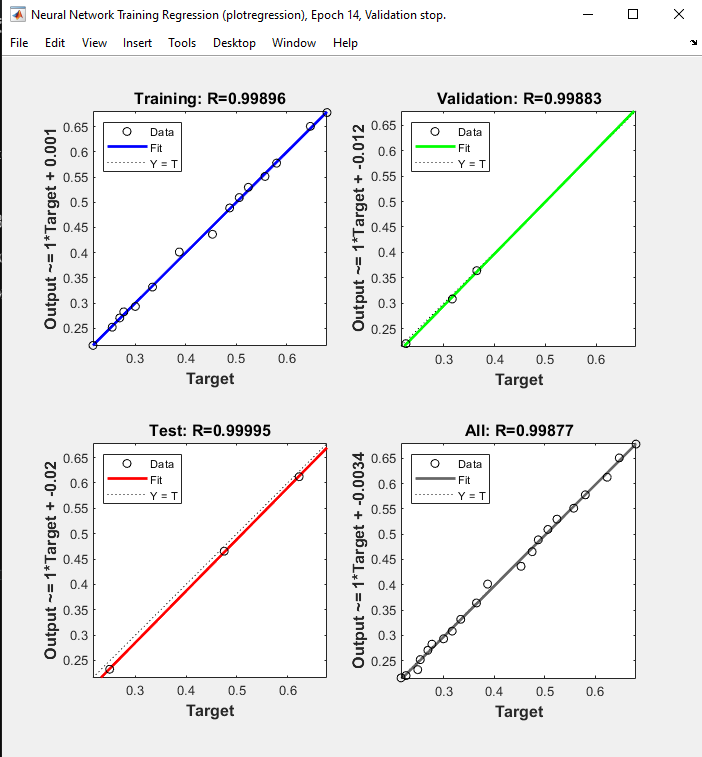 Neural Network Training Regression (plotregression), Epoch 14, Validation stop.
File Edit View Insert Tools Desktop Window Help
Training: R=0.99896
Output ~= 1*Target + 0.001
0.65
0.6
0.55
0.5
0.45
0.4
0.35
0.3
0.25
Data
Fit
Y = T
0.3 0.4 0.5 0.6
Target
Validation: R=0.99883
Output ~= 1*Target + -0.012
0.65
0.6
0.55
0.5
0.45
0.4
0.35
0.3
0.25
Data
Fit
Y = T
0.3 0.4 0.5 0.6
Target
Test: R=0.99995
Output ~= 1*Target + -0.02
0.65
0.6
0.55
0.5
0.45
0.4
0.35
0.3
0.25
Data
Fit
Y = T
0.3 0.4 0.5 0.6
Target
All: R=0.99877
Output ~= 1*Target + -0.0034
0.65
0.6
0.55
0.5
0.45
0.4
0.35
0.3
0.25
Data
Fit
Y = T
0.3 0.4 0.5 0.6
Target